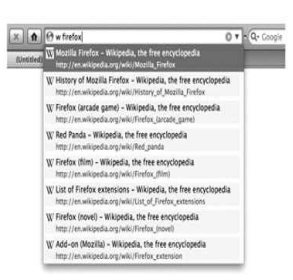 w firefox
Google
(Untitled)
Mozilla Firefox – Wikipedia, the free encyclopedia
http://en.wikipedia.org/wiki/Mozilla_Firefox
History of Mozilla Firefox – Wikipedia, the free encyclopedia
http://en.wikipedia.org/wiki/History_of_Mozilla_Firefox
Firefox (arcade game) – Wikipedia, the free encyclopedia
http://en.wikipedia.org/wiki/Firefox_(arcade_game)
Red Panda – Wikipedia, the free encyclopedia
http://en.wikipedia.org/wiki/Red_panda
Firefox (film) – Wikipedia, the free encyclopedia
http://en.wikipedia.org/wiki/Firefox_(film)
List of Firefox extensions – Wikipedia, the free encyclopedia
http://en.wikipedia.org/wiki/List_of_Firefox_extensions
Firefox (novel) – Wikipedia, the free encyclopedia
http://en.wikipedia.org/wiki/Firefox_(novel)
Add-on (Mozilla) – Wikipedia, the free encyclopedia
http://en.wikipedia.org/wiki/Firefox_extension